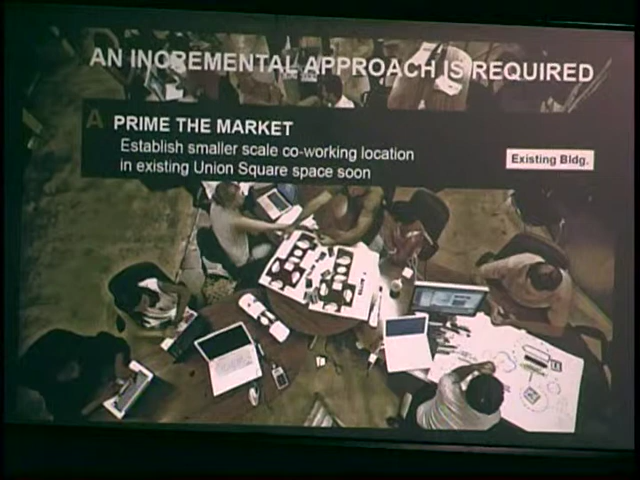 AN INCREMENTAL APPROACH IS REQUIRED
A PRIME THE MARKET
Establish smaller scale co-working location
in existing Union Square space soon
Existing Bldg.